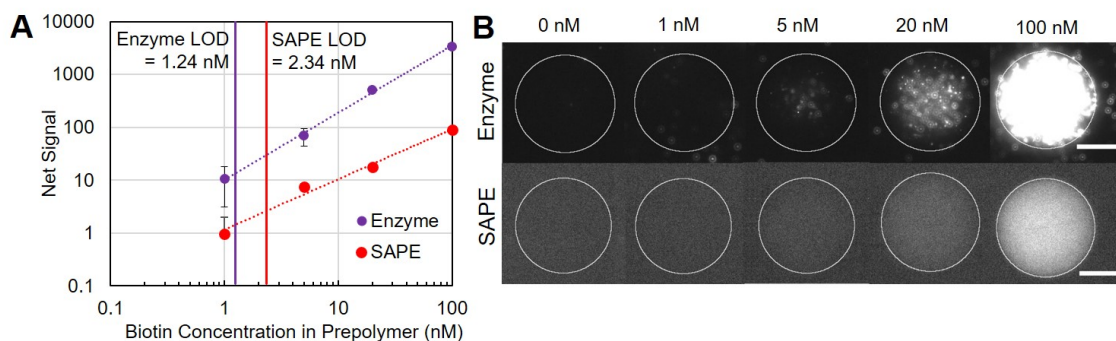 A
Enzyme LOD
= 1.24 nM
SAPE LOD
= 2.34 nM
10000
1000
100
10
1
0.1
Net Signal
Enzyme
SAPE
0.1
1
10
100
Biotin Concentration in Prepolymer (nM)
B
0 nM
1 nM
5 nM
20 nM
100 nM
Enzyme
SAPE